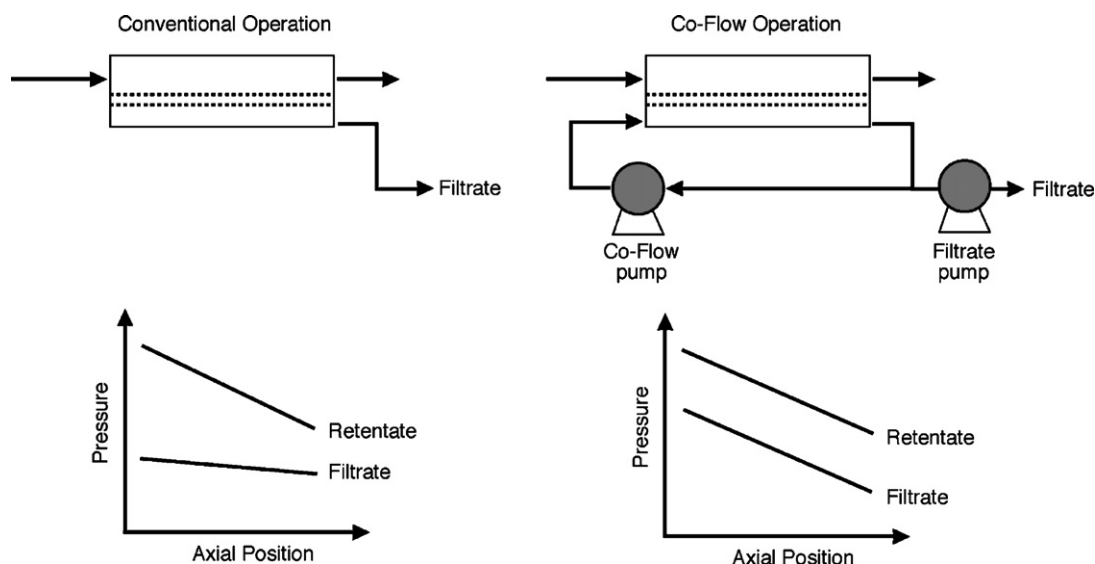 Conventional Operation
Filtrate
Pressure
Retentate
Filtrate
Axial Position
Co-Flow Operation
Filtrate
Co-Flow
pump
Filtrate
pump
Pressure
Retentate
Filtrate
Axial Position